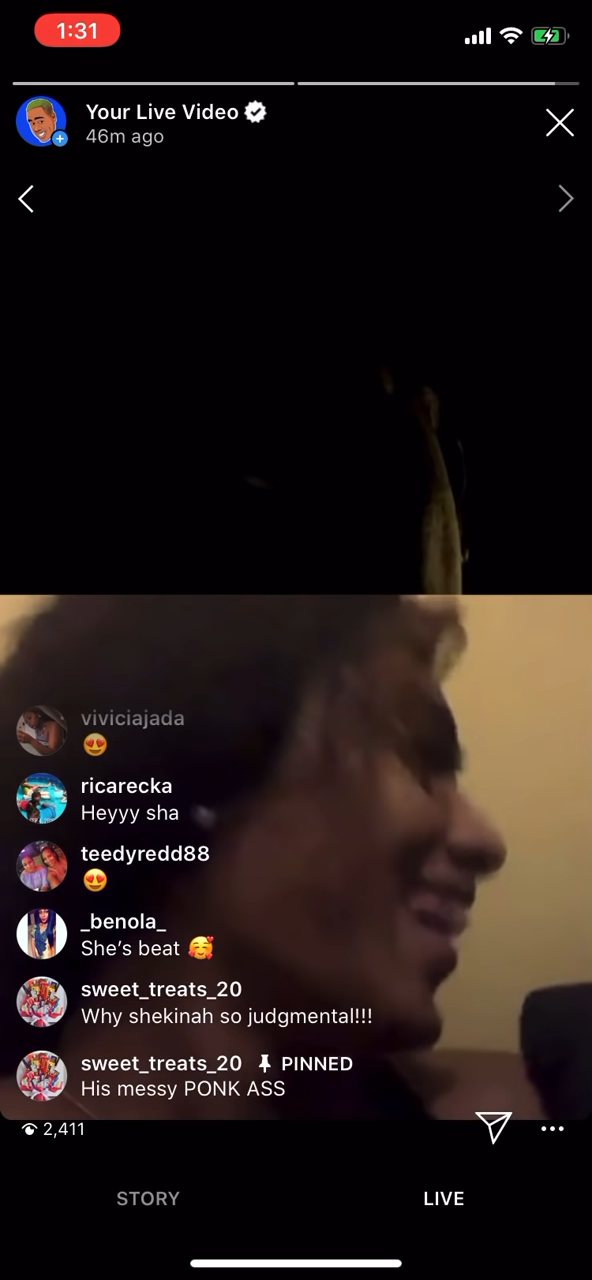 1:31
Your Live Video
46m ago
viviciajada
😍
ricarecka
Heyyy sha
teedyredd88
😍
_benola_
She’s beat 🥰
sweet_treats_20
Why shekinah so judgmental!!!
sweet_treats_20 PINNED
His messy PONK ASS
2,411
STORY LIVE